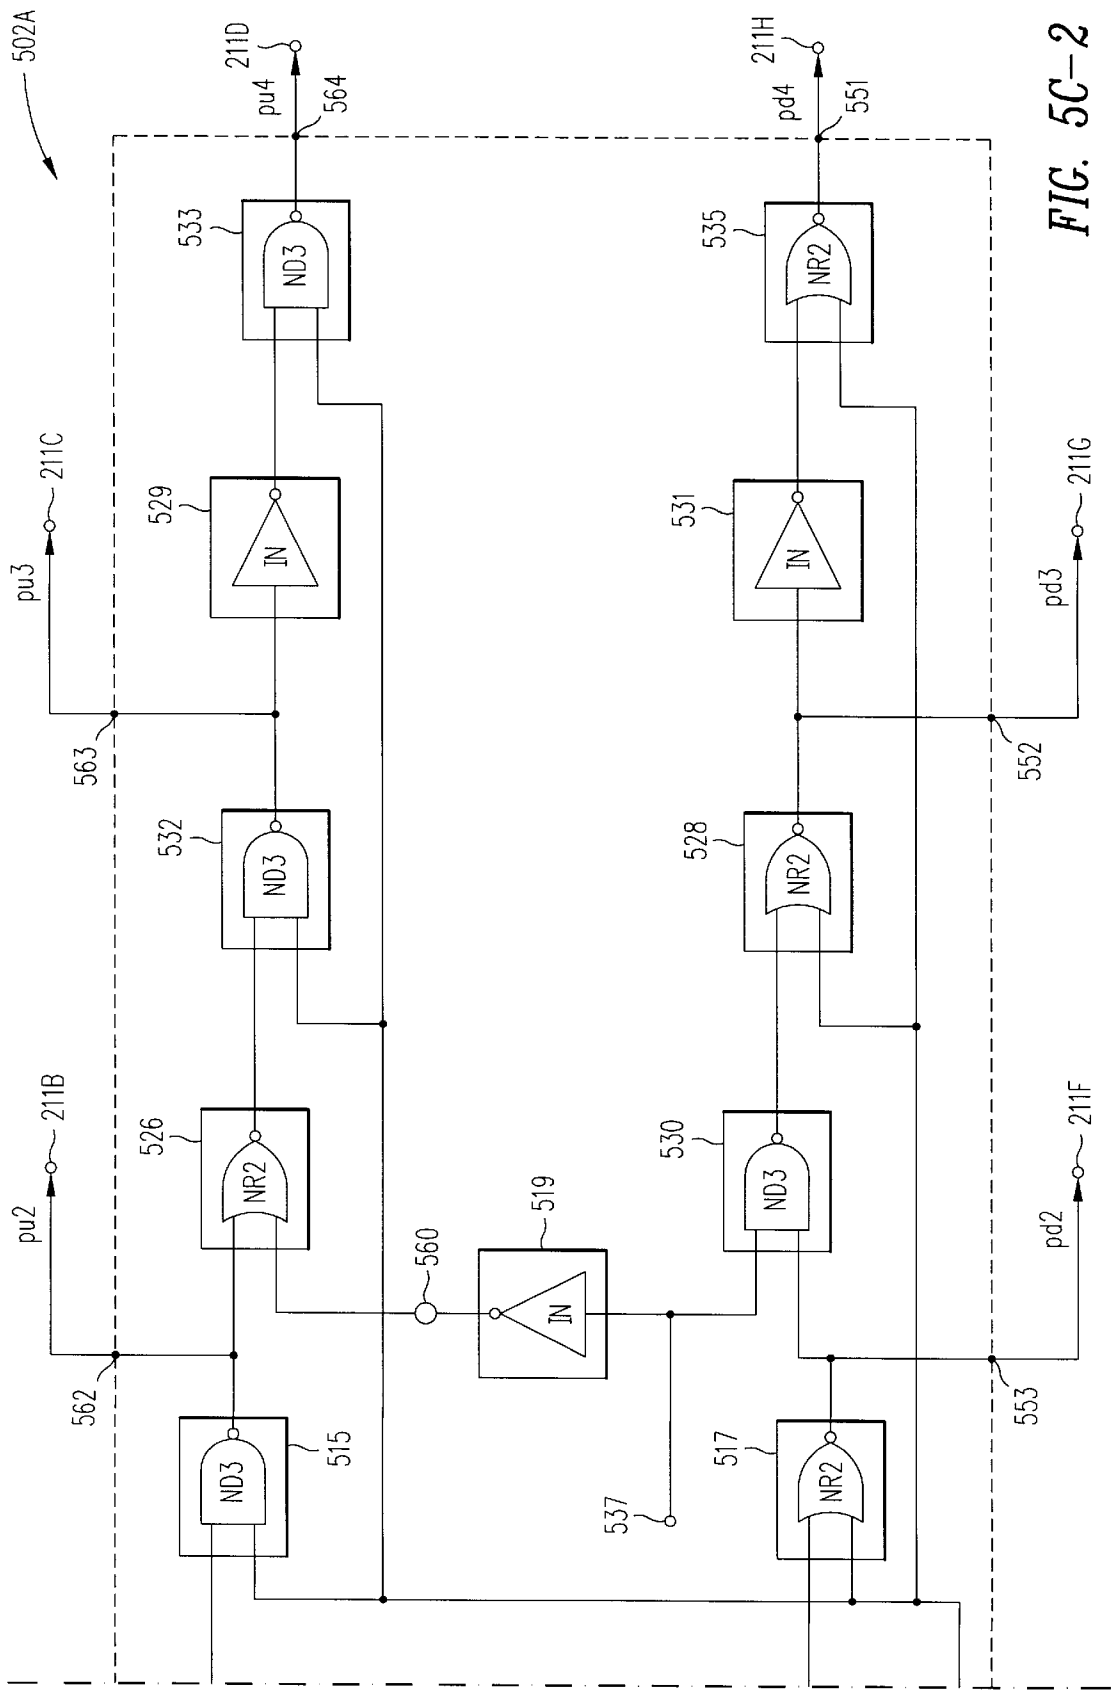 502A
pu2
211B
pu3
211C
pu4
211D
562
563
564
515
ND3
526
NR2
532
ND3
529
IN
533
ND3
560
519
IN
537
517
NR2
530
ND3
528
NR2
531
IN
535
NR2
pd4
211H
551
553
552
pd2
211F
pd3
211G
FIG. 5C-2